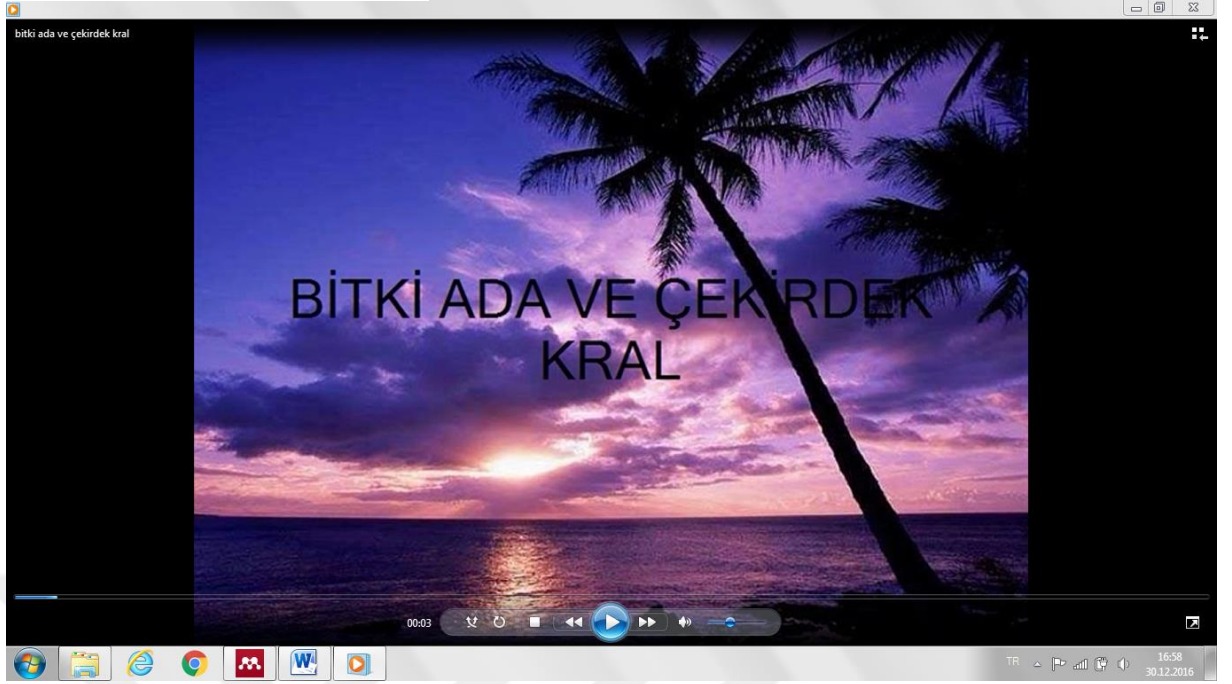 bitki ada ve çekirdek kral
BİTKİ ADA VE ÇEKİRDEK
KRAL
00:03
TR
16:58
30.12.2016